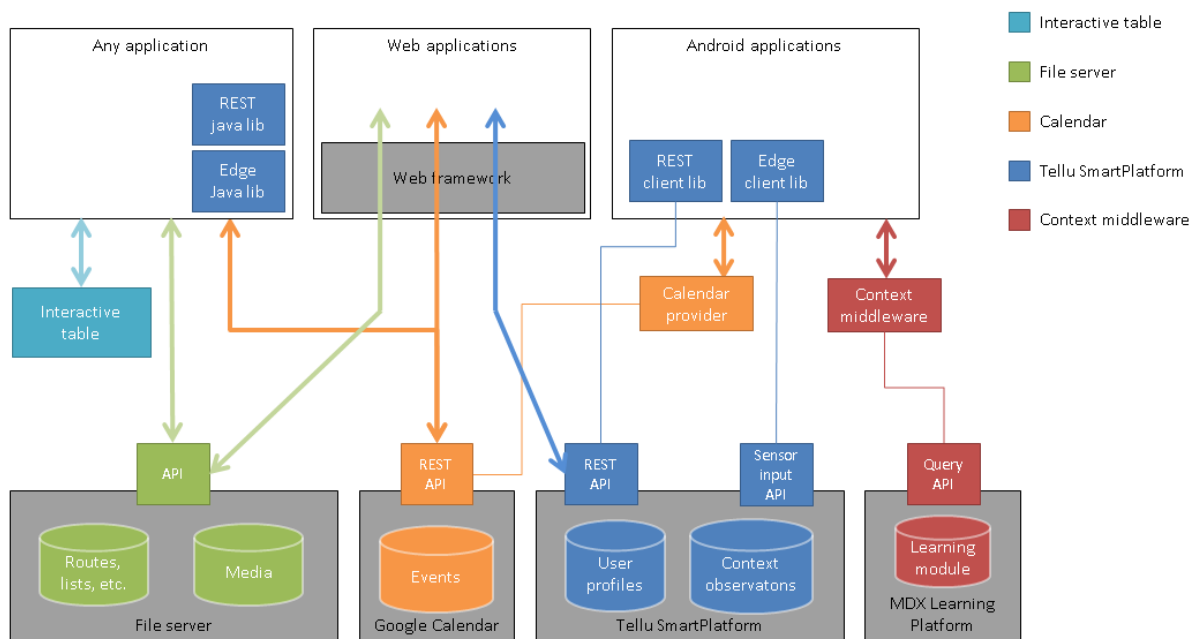 Any application
Web applications
Android applications
Interactive table
File server
Calendar
Tellu SmartPlatform
Context middleware
REST
java lib
Edge
Java lib
Web framework
REST
client lib
Edge
client lib
Interactive
table
Calendar
provider
Context
middleware
API
REST
API
REST
API
Sensor
input
API
Query
API
Routes,
lists, etc.
Media
Events
User
profiles
Context
observatons
Learning
module
File server
Google Calendar
Tellu SmartPlatform
MDX Learning
Platform